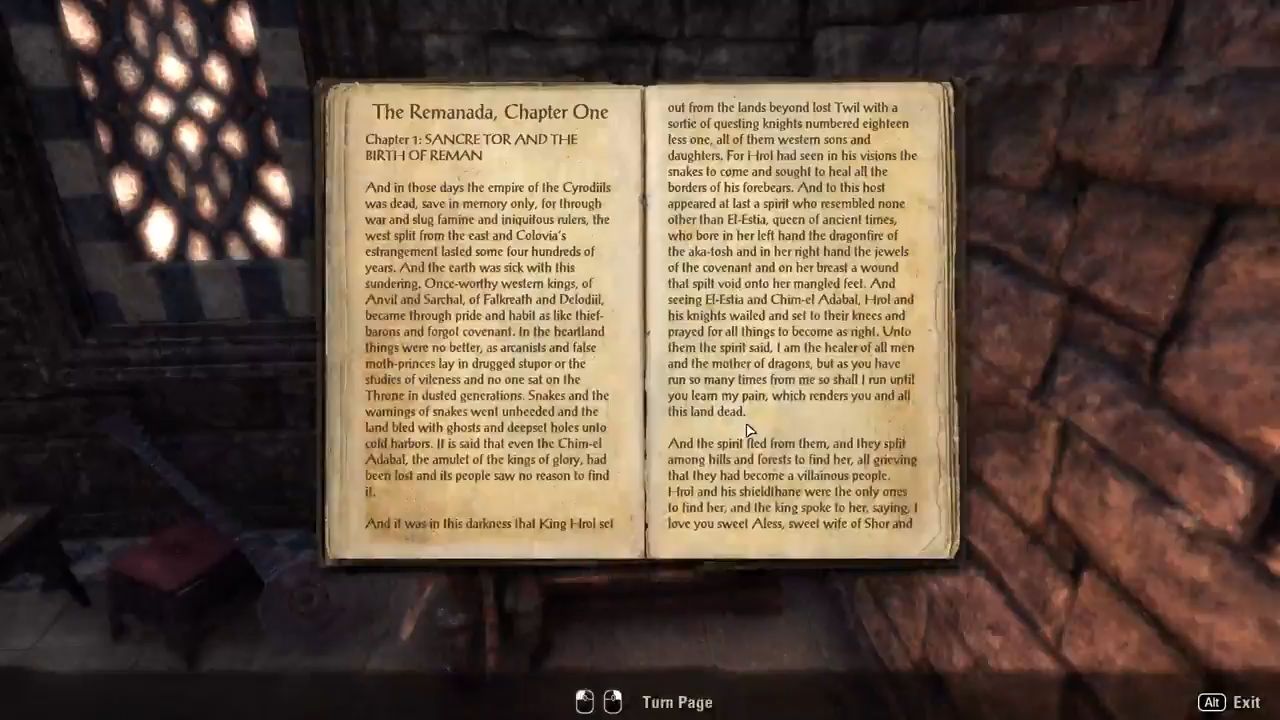 The Remanada, Chapter One
Chapter 1: SANCRE TOR AND THE
BIRTH OF REMAN
And in those days the empire of the Cyrodiils
was dead, save in memory only, for through
war and slug famine and iniquitous rulers, the
west split from the east and Colovia's
estrangement lasted some four hundreds of
years. And the earth was sick with this
sundering. Once-worthy western kings, of
Anvil and Sarchal, of Falkreath and Delodiil,
became through pride and habit as like thief-
barons and forgot covenant. In the heartland
things were no better, as arcanists and false
moth-princes lay in drugged stupor or the
studies of vileness and no one sat on the
Throne in dusted generations. Snakes and the
warnings of snakes went unheeded and the
land bled with ghosts and deepset holes unto
cold harbors. It is said that even the Chim-el
Adabal, the amulet of the kings of glory, had
been lost and its people saw no reason to find
it.
And it was in this darkness that King Hrol set
out from the lands beyond lost Twil with a
sortie of questing knights numbered eighteen
less one, all of them western sons and
daughters. For Hrol had seen in his visions the
snakes to come and sought to heal all the
borders of his forebears. And to this host
appeared at last a spirit who resembled none
other than El-Estia, queen of ancient times,
who bore in her left hand the dragonfire of
the aka-tosh and in her right hand the jewels
of the covenant and on her breast a wound
that spilt void onto her mangled feet. And
seeing El-Estia and Chim-el Adabal, Hrol and
his knights wailed and set to their knees and
prayed for all things to become as right. Unto
them the spirit said, I am the healer of all men
and the mother of dragons, but as you have
run so many times from me so shall I run until
you learn my pain, which renders you and all
this land dead.
And the spirit fled from them, and they split
among hills and forests to find her, all grieving
that they had become a villainous people.
Hrol and his shieldthane were the only ones
to find her, and the king spoke to her, saying, I
love you sweet Aless, sweet wife of Shor and
Turn Page
Alt Exit